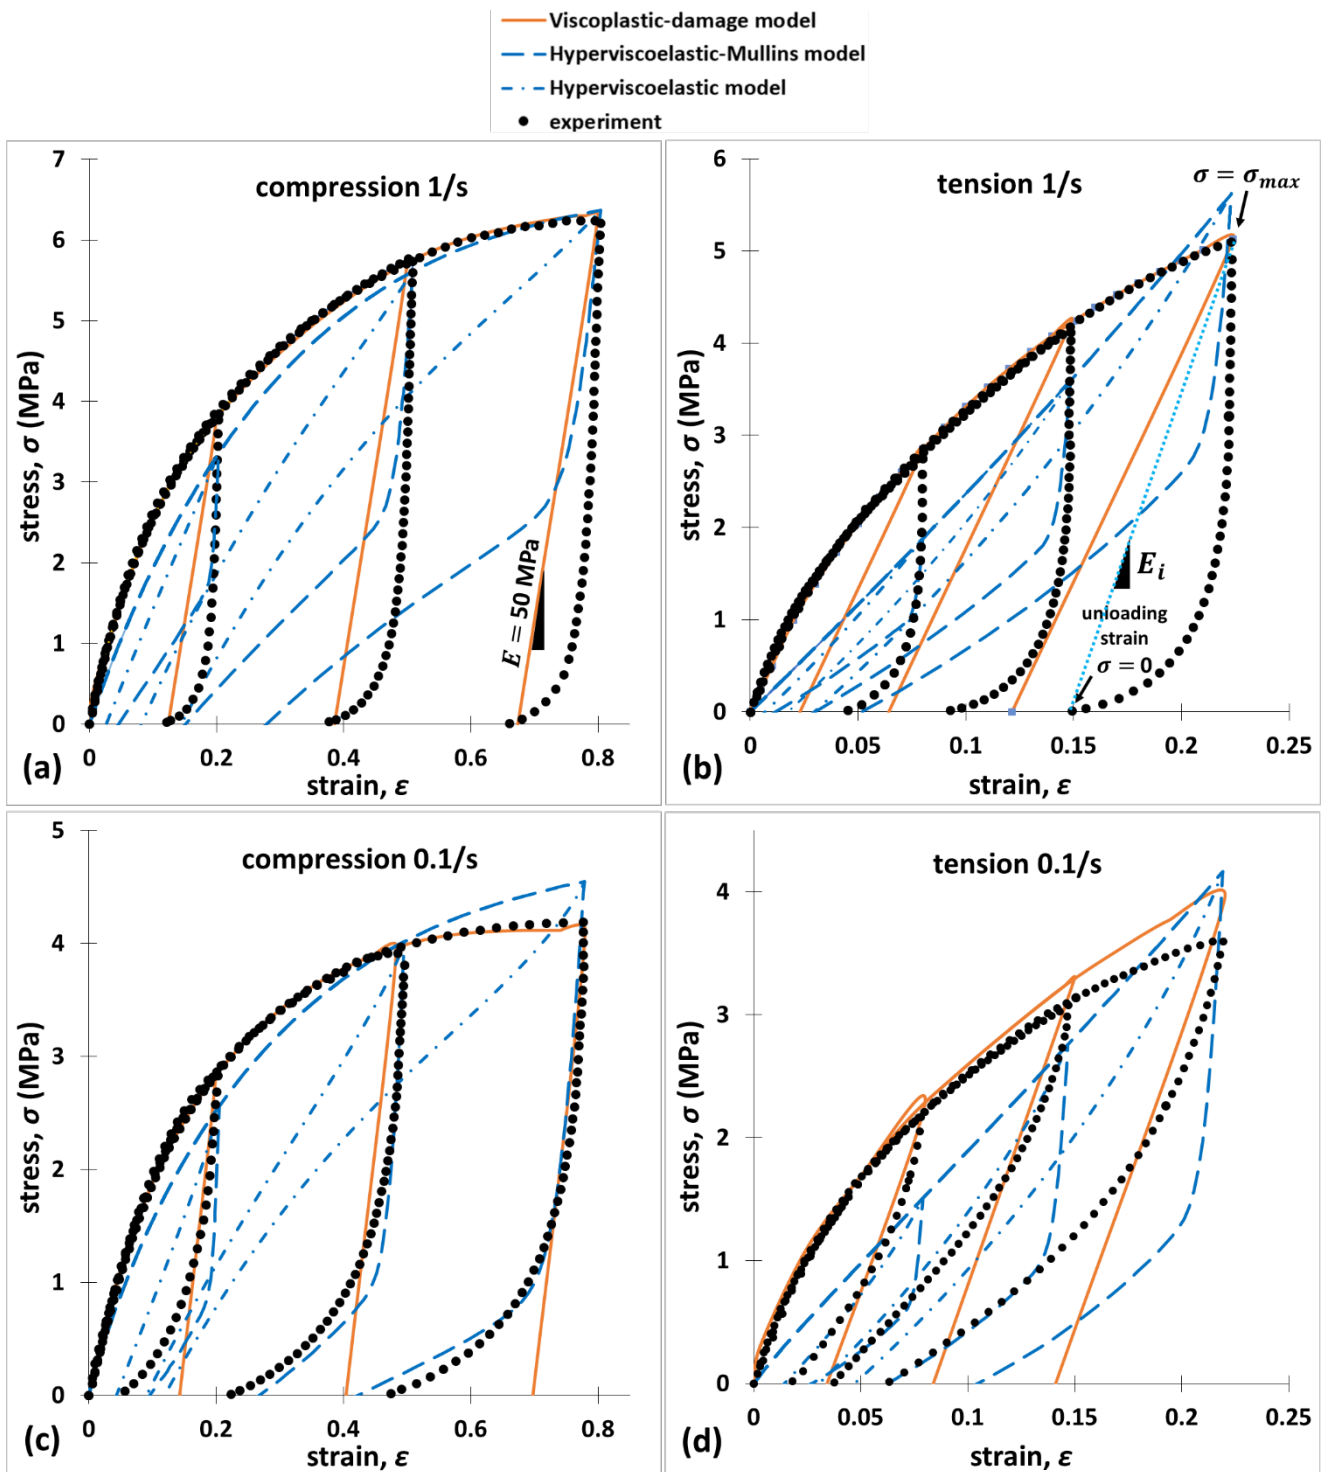 Viscoplastic-damage model
Hyperviscoelastic-Mullins model
Hyperviscoelastic model
experiment
compression 1/s
7
6
5
4
3
2
1
0
stress, σ (MPa)
E = 50 MPa
0 0.2 0.4 0.6 0.8
strain, ε
(a)
tension 1/s
σ = σmax
6
5
4
3
2
1
0
stress, σ (MPa)
Ei
unloading
strain
σ = 0
0 0.05 0.1 0.15 0.2 0.25
strain, ε
(b)
compression 0.1/s
5
4
3
2
1
0
stress, σ (MPa)
0 0.2 0.4 0.6 0.8
strain, ε
(c)
tension 0.1/s
4
3
2
1
0
stress, σ (MPa)
0 0.05 0.1 0.15 0.2 0.25
strain, ε
(d)